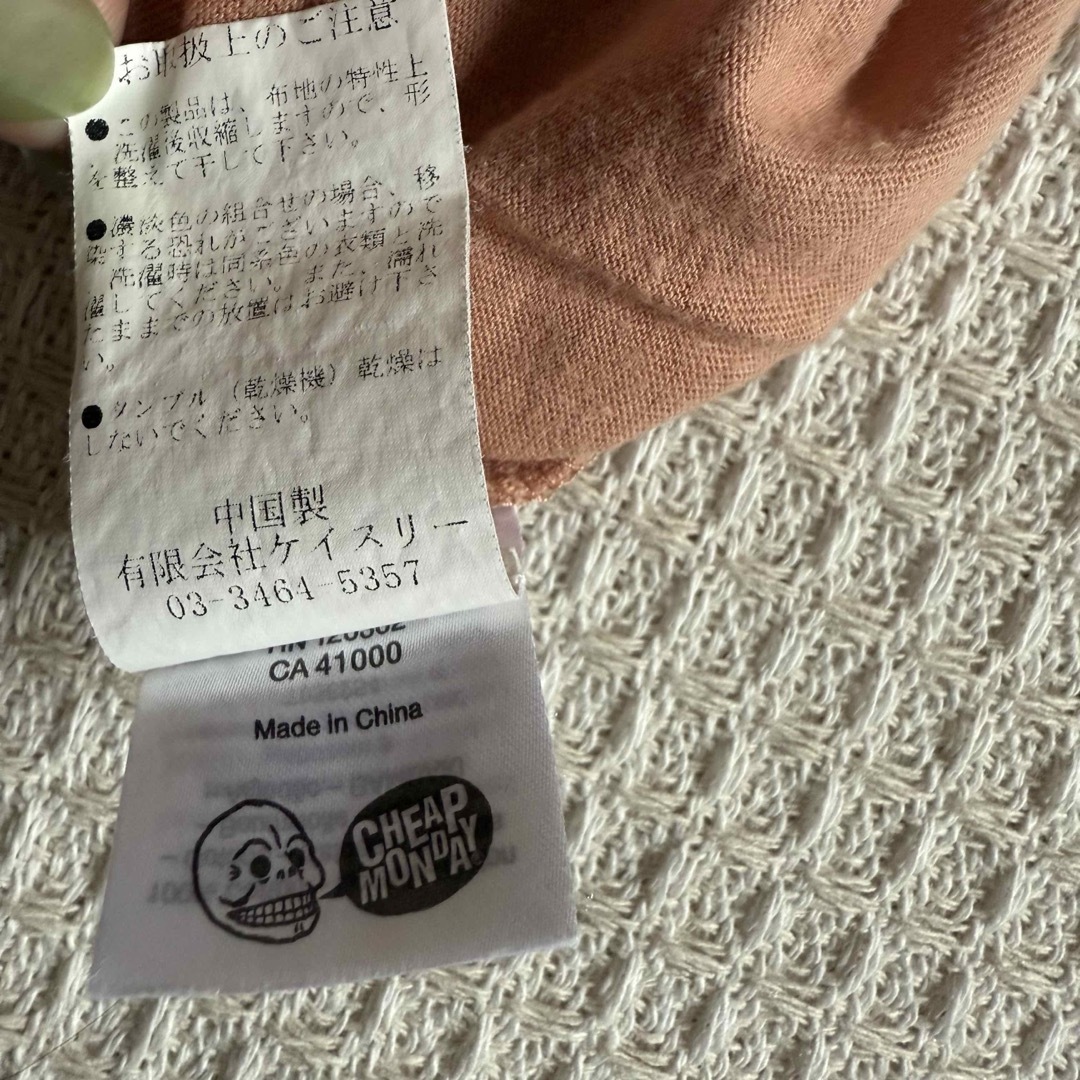 お取扱上のご注意
●この製品は、布地の特性上
洗濯後収縮しますので、形
を整えて干して下さい。
●濃淡色の組合せの場合、移
染する恐れがございますので
洗濯時は同系色の衣類と洗
濯してください。また、濡れ
たままでの放置はお避け下さ
い。
●タンブル（乾燥機）乾燥は
しないでください。
中国製
有限会社ケイスリー
03-3464-5357
CA 41000
Made in China
CHEAP
MONDAY